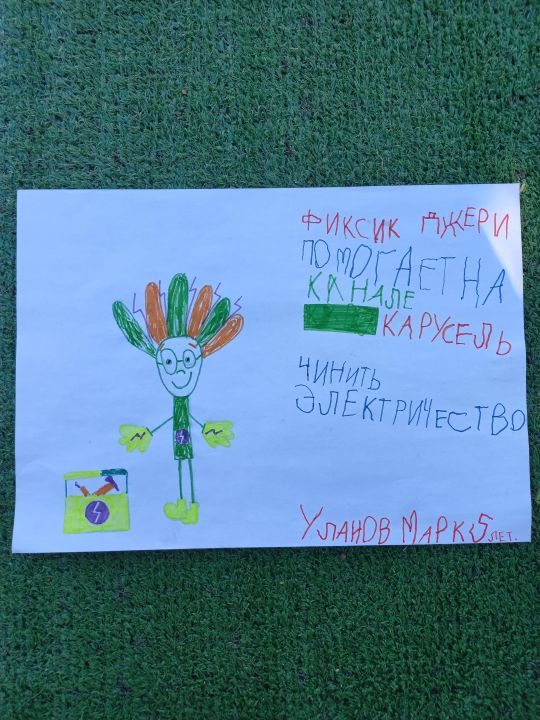 ФИКСИК ДЖЕРИ
ПОМОГАЕТ НА
КАНАЛЕ
КАРУСЕЛЬ
ЧИНИТЬ
ЭЛЕКТРИЧЕСТВО
УЛАНОВ МАРК 5 ЛЕТ.